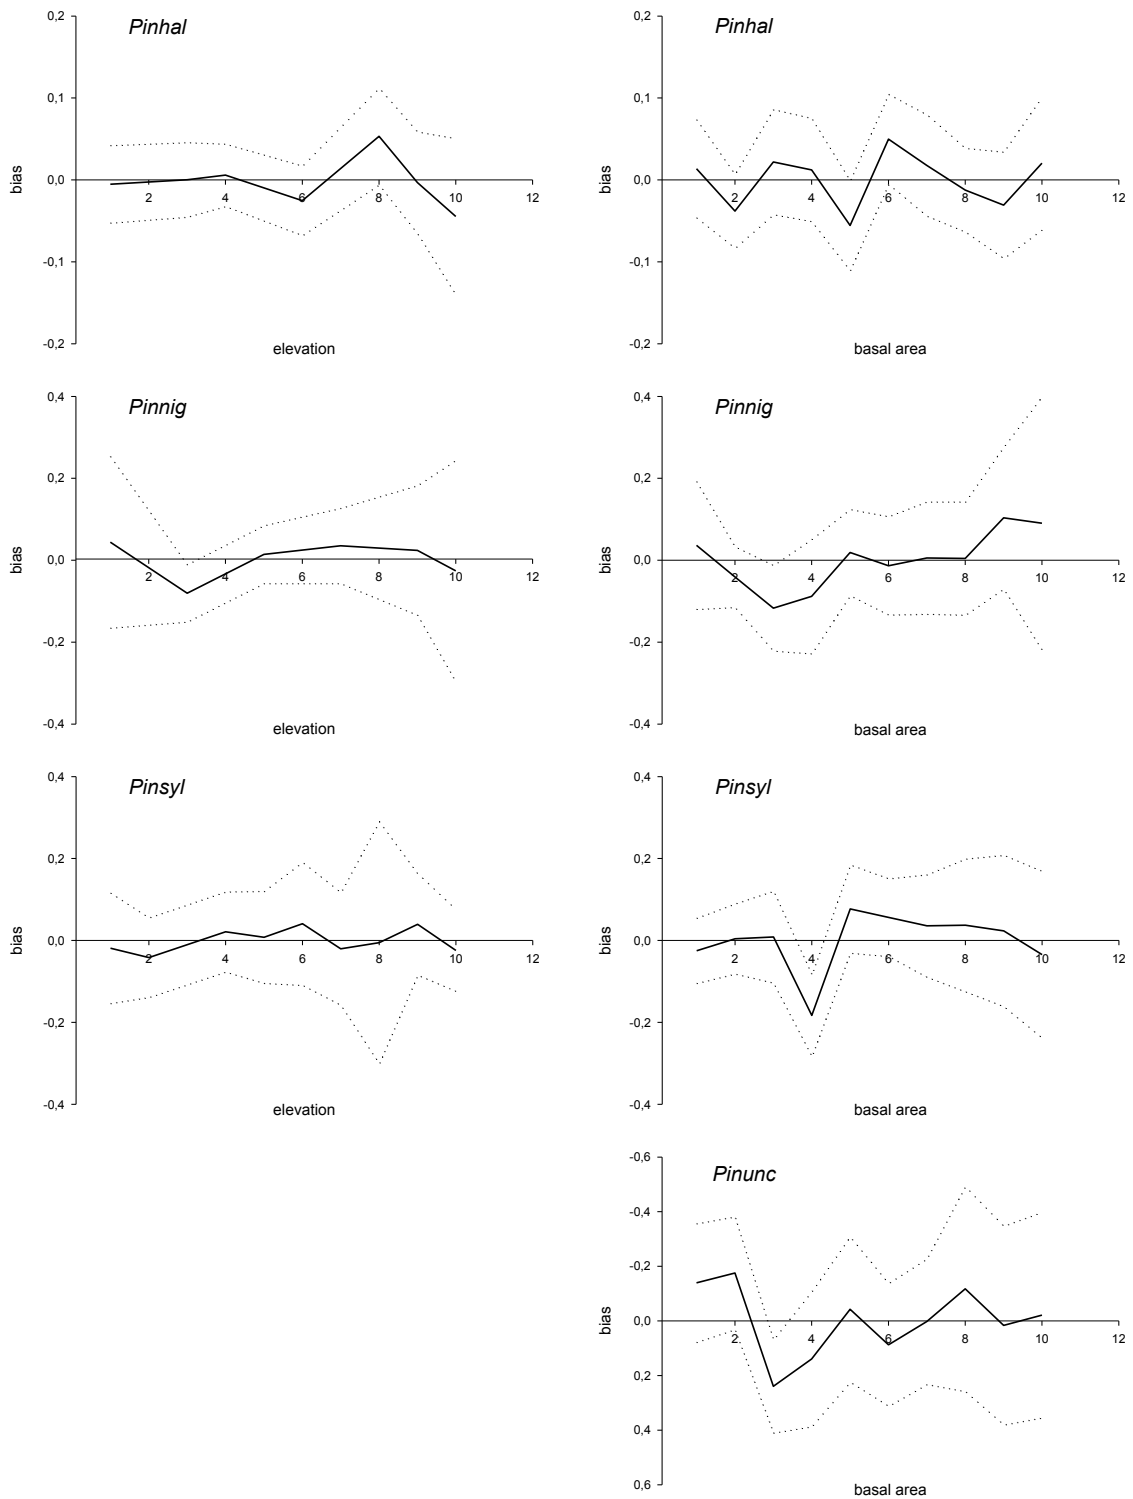 Pinhal
0,2
0,1
0,0
-0,1
-0,2
bias
2 4 6 8 10 12
elevation
Pinhal
0,2
0,1
0,0
-0,1
-0,2
bias
2 4 6 8 10 12
basal area
Pinnig
0,4
0,2
0,0
-0,2
-0,4
bias
2 4 6 8 10 12
elevation
Pinnig
0,4
0,2
0,0
-0,2
-0,4
bias
2 4 6 8 10 12
basal area
Pinsyl
0,4
0,2
0,0
-0,2
-0,4
bias
2 4 6 8 10 12
elevation
Pinsyl
0,4
0,2
0,0
-0,2
-0,4
bias
2 4 6 8 10 12
basal area
Pinunc
-0,6
-0,4
-0,2
0,0
0,2
0,4
0,6
bias
2 4 6 8 10 12
basal area